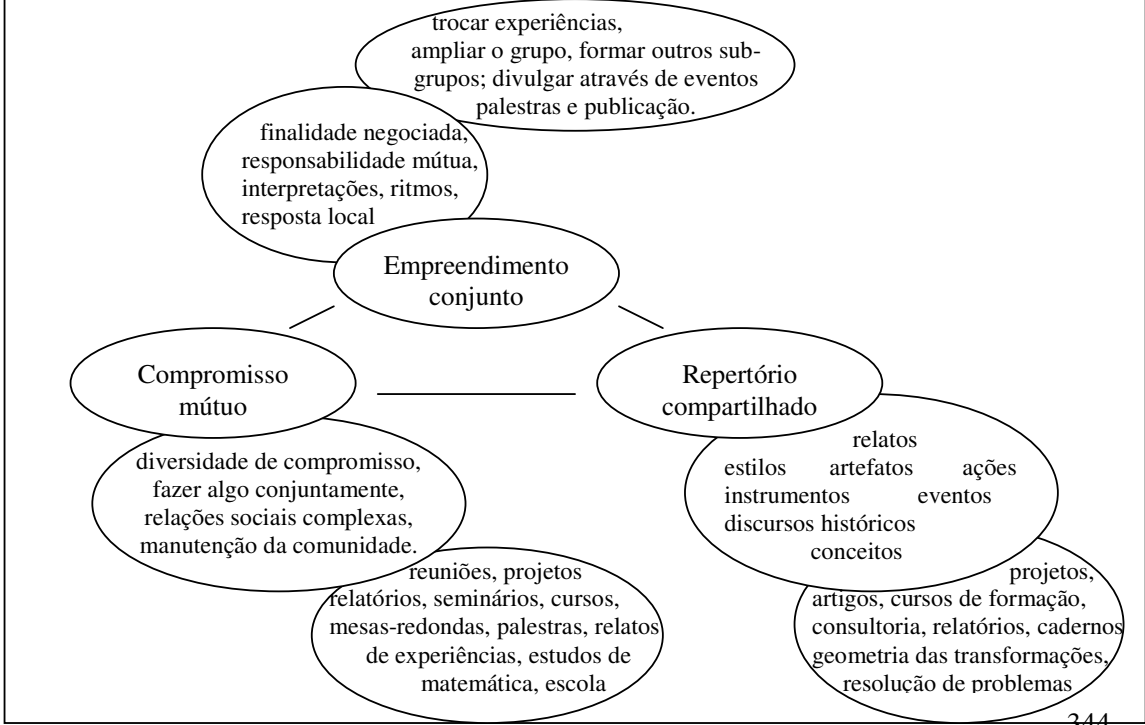 trocar experiências,
ampliar o grupo, formar outros sub-
grupos; divulgar através de eventos
palestras e publicação.
finalidade negociada,
responsabilidade mútua,
interpretações, ritmos,
resposta local
Empreendimento
conjunto
Compromisso
mútuo
Repertório
compartilhado
diversidade de compromisso,
fazer algo conjuntamente,
relações sociais complexas,
manutenção da comunidade.
relatos
estilos artefatos ações
instrumentos eventos
discursos históricos
conceitos
reuniões, projetos
relatórios, seminários, cursos,
mesas-redondas, palestras, relatos
de experiências, estudos de
matemática, escola
projetos,
artigos, cursos de formação,
consultoria, relatórios, cadernos
geometria das transformações,
resolução de problemas
344